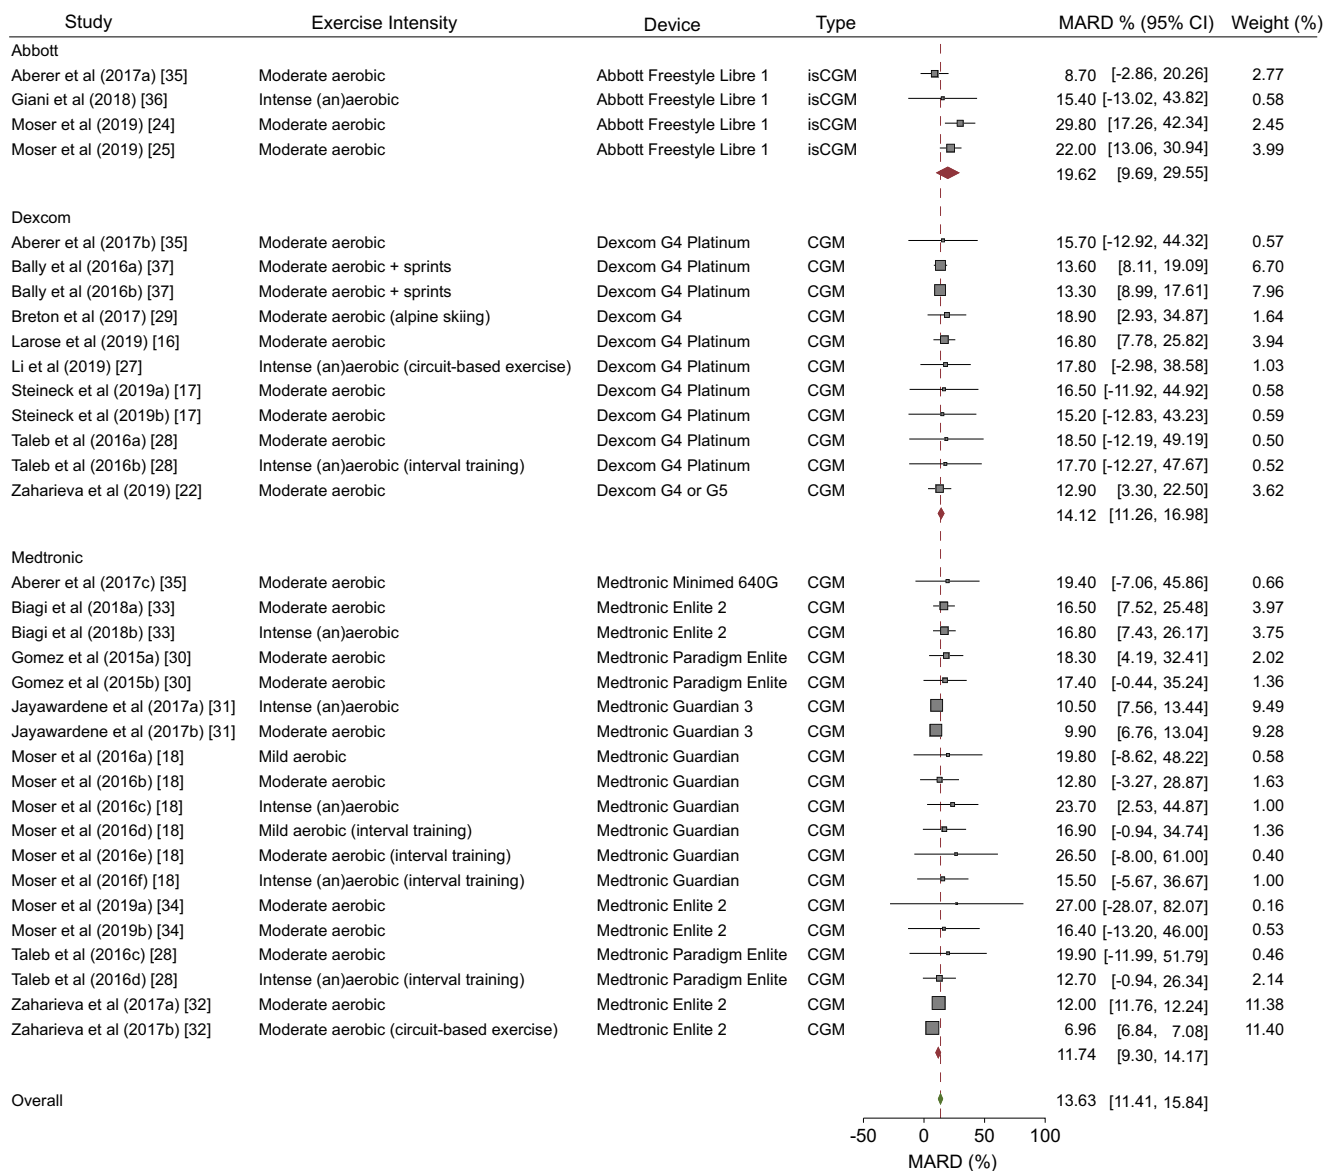 Study Exercise Intensity Device Type MARD % (95% CI) Weight (%)
Abbott
Aberer et al (2017a) [35] Moderate aerobic Abbott Freestyle Libre 1 isCGM 8.70 [-2.86, 20.26] 2.77
Giani et al (2018) [36] Intense (an)aerobic Abbott Freestyle Libre 1 isCGM 15.40 [-13.02, 43.82] 0.58
Moser et al (2019) [24] Moderate aerobic Abbott Freestyle Libre 1 isCGM 29.80 [17.26, 42.34] 2.45
Moser et al (2019) [25] Moderate aerobic Abbott Freestyle Libre 1 isCGM 22.00 [13.06, 30.94] 3.99
19.62 [9.69, 29.55]
Dexcom
Aberer et al (2017b) [35] Moderate aerobic Dexcom G4 Platinum CGM 15.70 [-12.92, 44.32] 0.57
Bally et al (2016a) [37] Moderate aerobic + sprints Dexcom G4 Platinum CGM 13.60 [8.11, 19.09] 6.70
Bally et al (2016b) [37] Moderate aerobic + sprints Dexcom G4 Platinum CGM 13.30 [8.99, 17.61] 7.96
Breton et al (2017) [29] Moderate aerobic (alpine skiing) Dexcom G4 CGM 18.90 [2.93, 34.87] 1.64
Larose et al (2019) [16] Moderate aerobic Dexcom G4 Platinum CGM 16.80 [7.78, 25.82] 3.94
Li et al (2019) [27] Intense (an)aerobic (circuit-based exercise) Dexcom G4 Platinum CGM 17.80 [-2.98, 38.58] 1.03
Steineck et al (2019a) [17] Moderate aerobic Dexcom G4 Platinum CGM 16.50 [-11.92, 44.92] 0.58
Steineck et al (2019b) [17] Moderate aerobic Dexcom G4 Platinum CGM 15.20 [-12.83, 43.23] 0.59
Taleb et al (2016a) [28] Moderate aerobic Dexcom G4 Platinum CGM 18.50 [-12.19, 49.19] 0.50
Taleb et al (2016b) [28] Intense (an)aerobic (interval training) Dexcom G4 Platinum CGM 17.70 [-12.27, 47.67] 0.52
Zaharieva et al (2019) [22] Moderate aerobic Dexcom G4 or G5 CGM 12.90 [3.30, 22.50] 3.62
14.12 [11.26, 16.98]
Medtronic
Aberer et al (2017c) [35] Moderate aerobic Medtronic Minimed 640G CGM 19.40 [-7.06, 45.86] 0.66
Biagi et al (2018a) [33] Moderate aerobic Medtronic Enlite 2 CGM 16.50 [7.52, 25.48] 3.97
Biagi et al (2018b) [33] Intense (an)aerobic Medtronic Enlite 2 CGM 16.80 [7.43, 26.17] 3.75
Gomez et al (2015a) [30] Moderate aerobic Medtronic Paradigm Enlite CGM 18.30 [4.19, 32.41] 2.02
Gomez et al (2015b) [30] Moderate aerobic Medtronic Paradigm Enlite CGM 17.40 [-0.44, 35.24] 1.36
Jayawardene et al (2017a) [31] Intense (an)aerobic Medtronic Guardian 3 CGM 10.50 [7.56, 13.44] 9.49
Jayawardene et al (2017b) [31] Moderate aerobic Medtronic Guardian 3 CGM 9.90 [6.76, 13.04] 9.28
Moser et al (2016a) [18] Mild aerobic Medtronic Guardian CGM 19.80 [-8.62, 48.22] 0.58
Moser et al (2016b) [18] Moderate aerobic Medtronic Guardian CGM 12.80 [-3.27, 28.87] 1.63
Moser et al (2016c) [18] Intense (an)aerobic Medtronic Guardian CGM 23.70 [2.53, 44.87] 1.00
Moser et al (2016d) [18] Mild aerobic (interval training) Medtronic Guardian CGM 16.90 [-0.94, 34.74] 1.36
Moser et al (2016e) [18] Moderate aerobic (interval training) Medtronic Guardian CGM 26.50 [-8.00, 61.00] 0.40
Moser et al (2016f) [18] Intense (an)aerobic (interval training) Medtronic Guardian CGM 15.50 [-5.67, 36.67] 1.00
Moser et al (2019a) [34] Moderate aerobic Medtronic Enlite 2 CGM 27.00 [-28.07, 82.07] 0.16
Moser et al (2019b) [34] Moderate aerobic Medtronic Enlite 2 CGM 16.40 [-13.20, 46.00] 0.53
Taleb et al (2016c) [28] Moderate aerobic Medtronic Paradigm Enlite CGM 19.90 [-11.99, 51.79] 0.46
Taleb et al (2016d) [28] Intense (an)aerobic (interval training) Medtronic Paradigm Enlite CGM 12.70 [-0.94, 26.34] 2.14
Zaharieva et al (2017a) [32] Moderate aerobic Medtronic Enlite 2 CGM 12.00 [11.76, 12.24] 11.38
Zaharieva et al (2017b) [32] Moderate aerobic (circuit-based exercise) Medtronic Enlite 2 CGM 6.96 [6.84, 7.08] 11.40
11.74 [9.30, 14.17]
Overall 13.63 [11.41, 15.84]
-50 0 50 100
MARD (%)